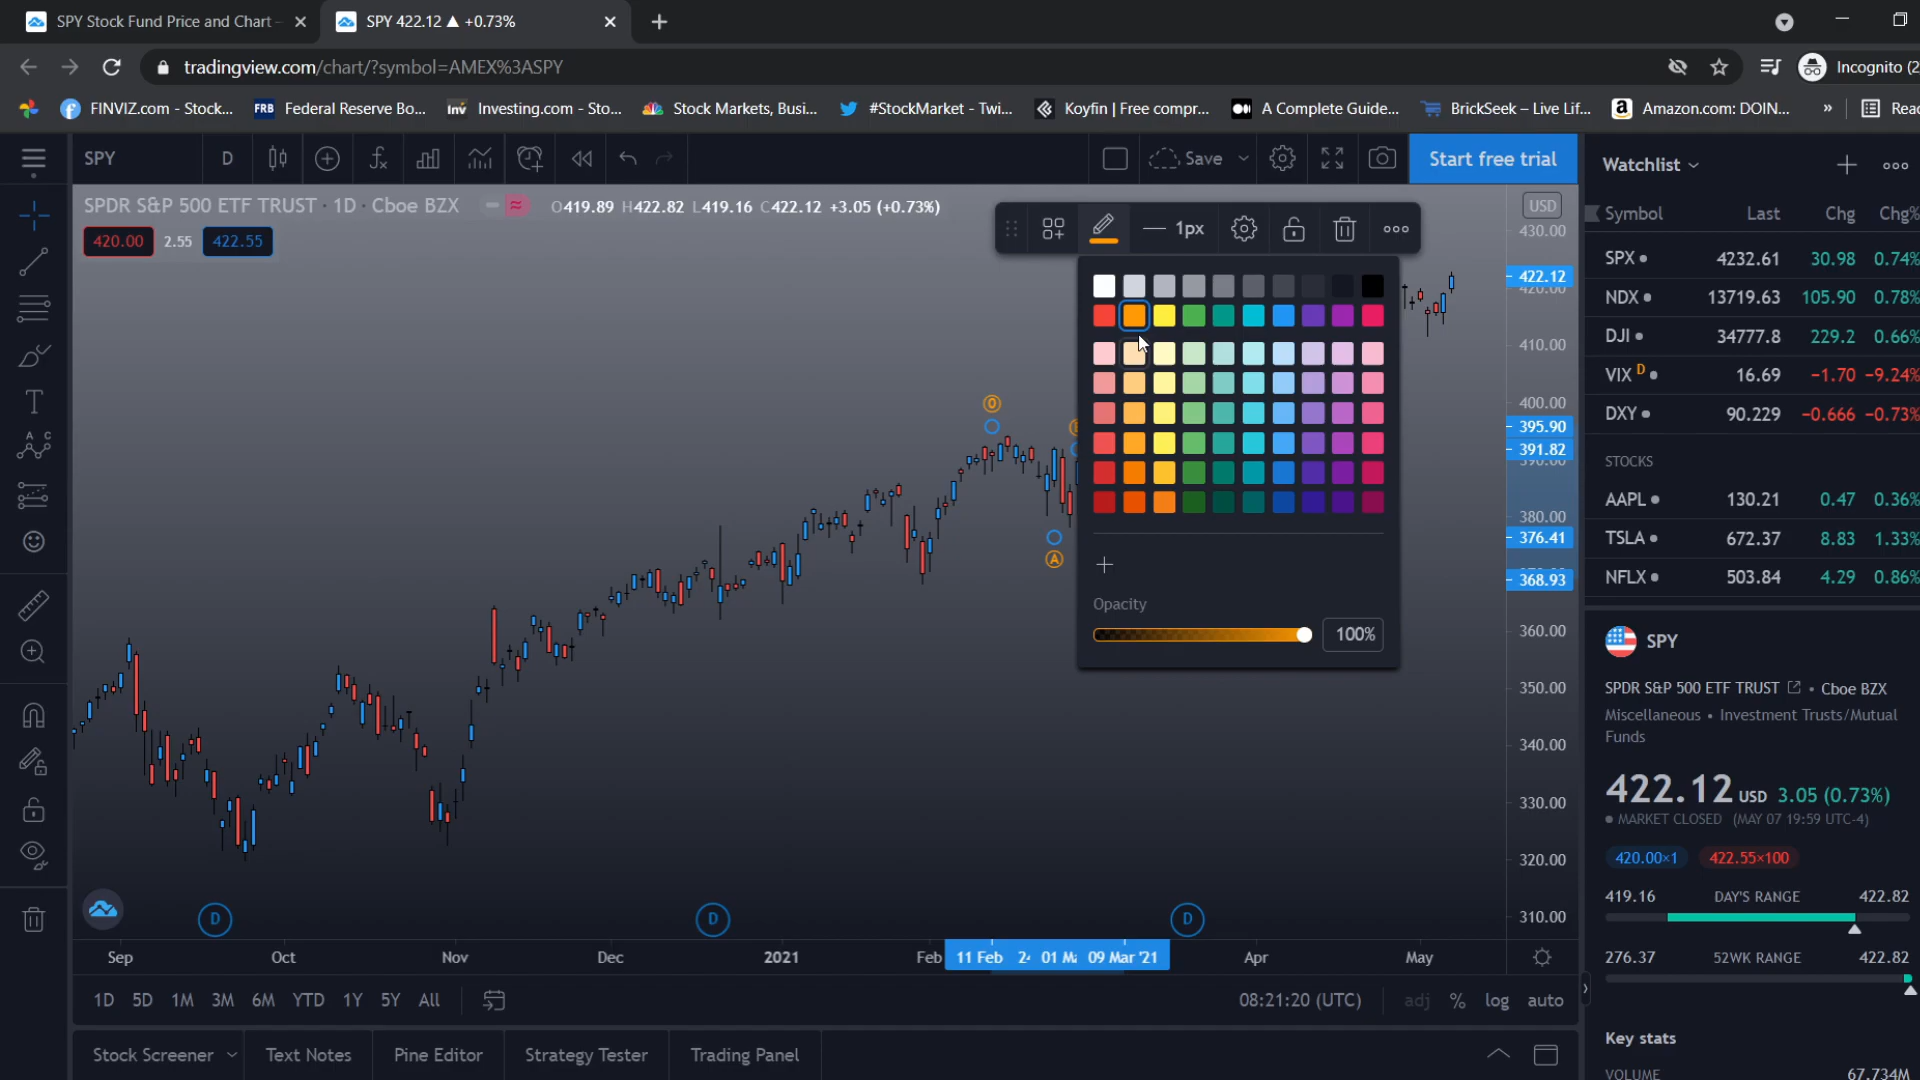 SPY Stock Fund Price and Chart
SPY 422.12 ▲ +0.73%
tradingview.com/chart/?symbol=AMEX%3ASPY
Incognito (2
FINVIZ.com - Stock...
FRB Federal Reserve Bo...
Inv Investing.com - Sto...
Stock Markets, Busi...
#StockMarket - Twi...
Koyfin | Free compr...
A Complete Guide...
BrickSeek – Live Lif...
Amazon.com: DOIN...
»
Rea
SPY
D
Save
Start free trial
Watchlist
SPDR S&P 500 ETF TRUST · 1D · Cboe BZX
O419.89 H422.82 L419.16 C422.12 +3.05 (+0.73%)
420.00 2.55 422.55
1px
USD
Symbol Last Chg Chg%
SPX 4232.61 30.98 0.74%
NDX 13719.63 105.90 0.78%
DJI 34777.8 229.2 0.66%
VIX D 16.69 −1.70 −9.24%
DXY 90.229 −0.666 −0.73%
STOCKS
AAPL 130.21 0.47 0.36%
TSLA 672.37 8.83 1.33%
NFLX 503.84 4.29 0.86%
430.00
422.12
420.00
410.00
400.00
395.90
391.82
390.00
380.00
376.41
368.93
360.00
350.00
340.00
330.00
320.00
310.00
O
A
Opacity
100%
SPY
SPDR S&P 500 ETF TRUST • Cboe BZX
Miscellaneous • Investment Trusts/Mutual
Funds
422.12 USD 3.05 (0.73%)
MARKET CLOSED (MAY 07 19:59 UTC-4)
420.00×1 422.55×100
419.16 DAY'S RANGE 422.82
276.37 52WK RANGE 422.82
Key stats
VOLUME 67.734M
D D D
Sep Oct Nov Dec 2021 Feb 11 Feb 24 01 Ma 09 Mar '21 Apr May
1D 5D 1M 3M 6M YTD 1Y 5Y All
08:21:20 (UTC) adj % log auto
Stock Screener Text Notes Pine Editor Strategy Tester Trading Panel